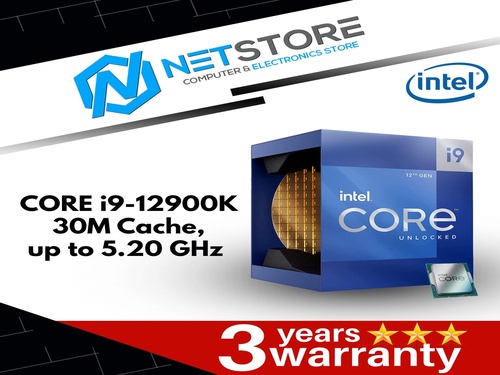 NETSTORE
COMPUTER & ELECTRONICS STORE
intel
i9
12TH GEN
intel
CORE
UNLOCKED
CORE i9-12900K
30M Cache,
up to 5.20 GHz
CORE
3 years
warranty